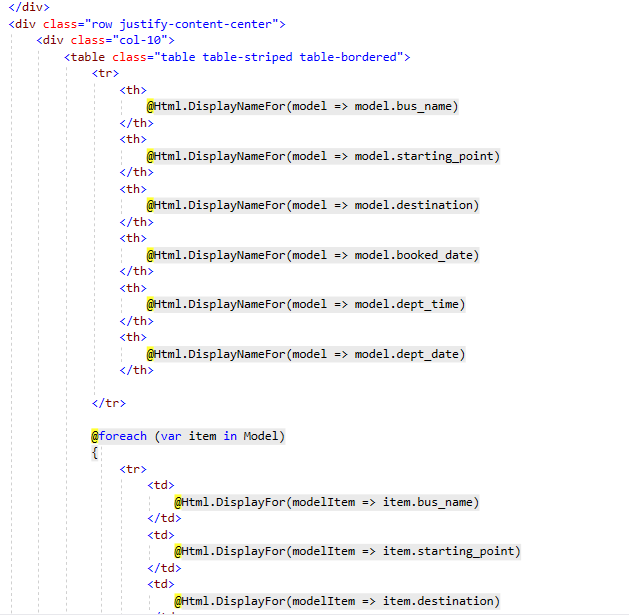 </div>
<div class="row justify-content-center">
<div class="col-10">
<table class="table table-striped table-bordered">
<tr>
<th>
@Html.DisplayNameFor(model => model.bus_name)
</th>
<th>
@Html.DisplayNameFor(model => model.starting_point)
</th>
<th>
@Html.DisplayNameFor(model => model.destination)
</th>
<th>
@Html.DisplayNameFor(model => model.booked_date)
</th>
<th>
@Html.DisplayNameFor(model => model.dept_time)
</th>
<th>
@Html.DisplayNameFor(model => model.dept_date)
</th>
</tr>
@foreach (var item in Model)
{
<tr>
<td>
@Html.DisplayFor(modelItem => item.bus_name)
</td>
<td>
@Html.DisplayFor(modelItem => item.starting_point)
</td>
<td>
@Html.DisplayFor(modelItem => item.destination)